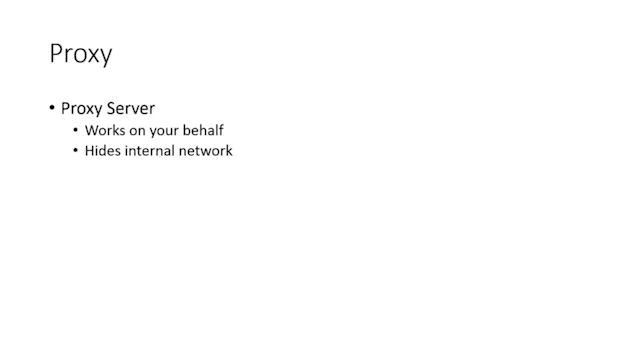 Proxy
• Proxy Server
• Works on your behalf
• Hides internal network